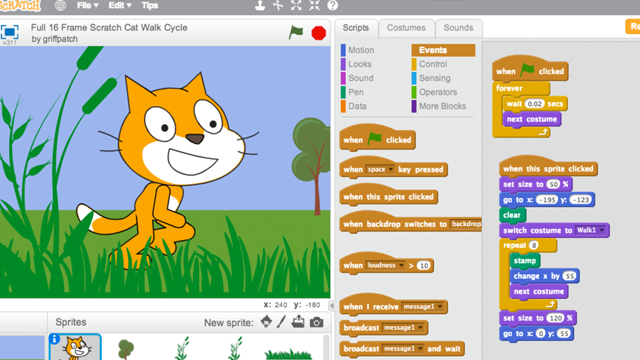 SCRATCH
File
Edit
Tips
v311
Full 16 Frame Scratch Cat Walk Cycle
by griffpatch
x: 240 y: -180
Sprites
New sprite:
Scripts
Costumes
Sounds
Motion
Events
Looks
Control
Sound
Sensing
Pen
Operators
Data
More Blocks
when clicked
when space key pressed
when this sprite clicked
when backdrop switches to backdrop
when loudness > 10
when I receive message1
broadcast message1
broadcast message1 and wait
when clicked
forever
wait 0.02 secs
next costume
when this sprite clicked
set size to 50 %
go to x: -195 y: -123
clear
switch costume to Walk1
repeat 8
stamp
change x by 55
next costume
set size to 120 %
go to x: 0 y: 55